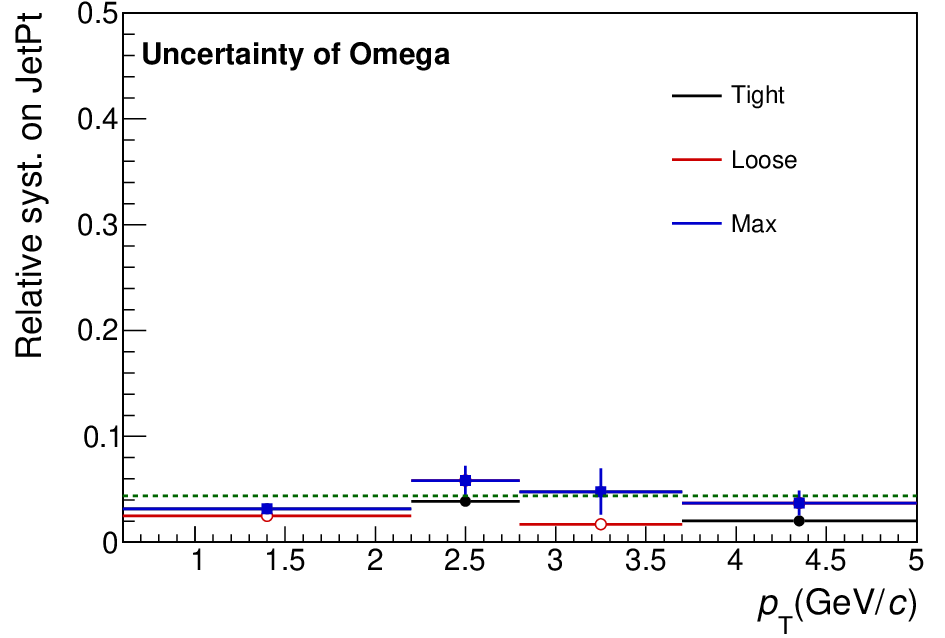 Relative syst. on JetPt
Uncertainty of Omega
Tight
Loose
Max
0.5
0.4
0.3
0.2
0.1
0
1
1.5
2
2.5
3
3.5
4
4.5
5
p_T(GeV/c)